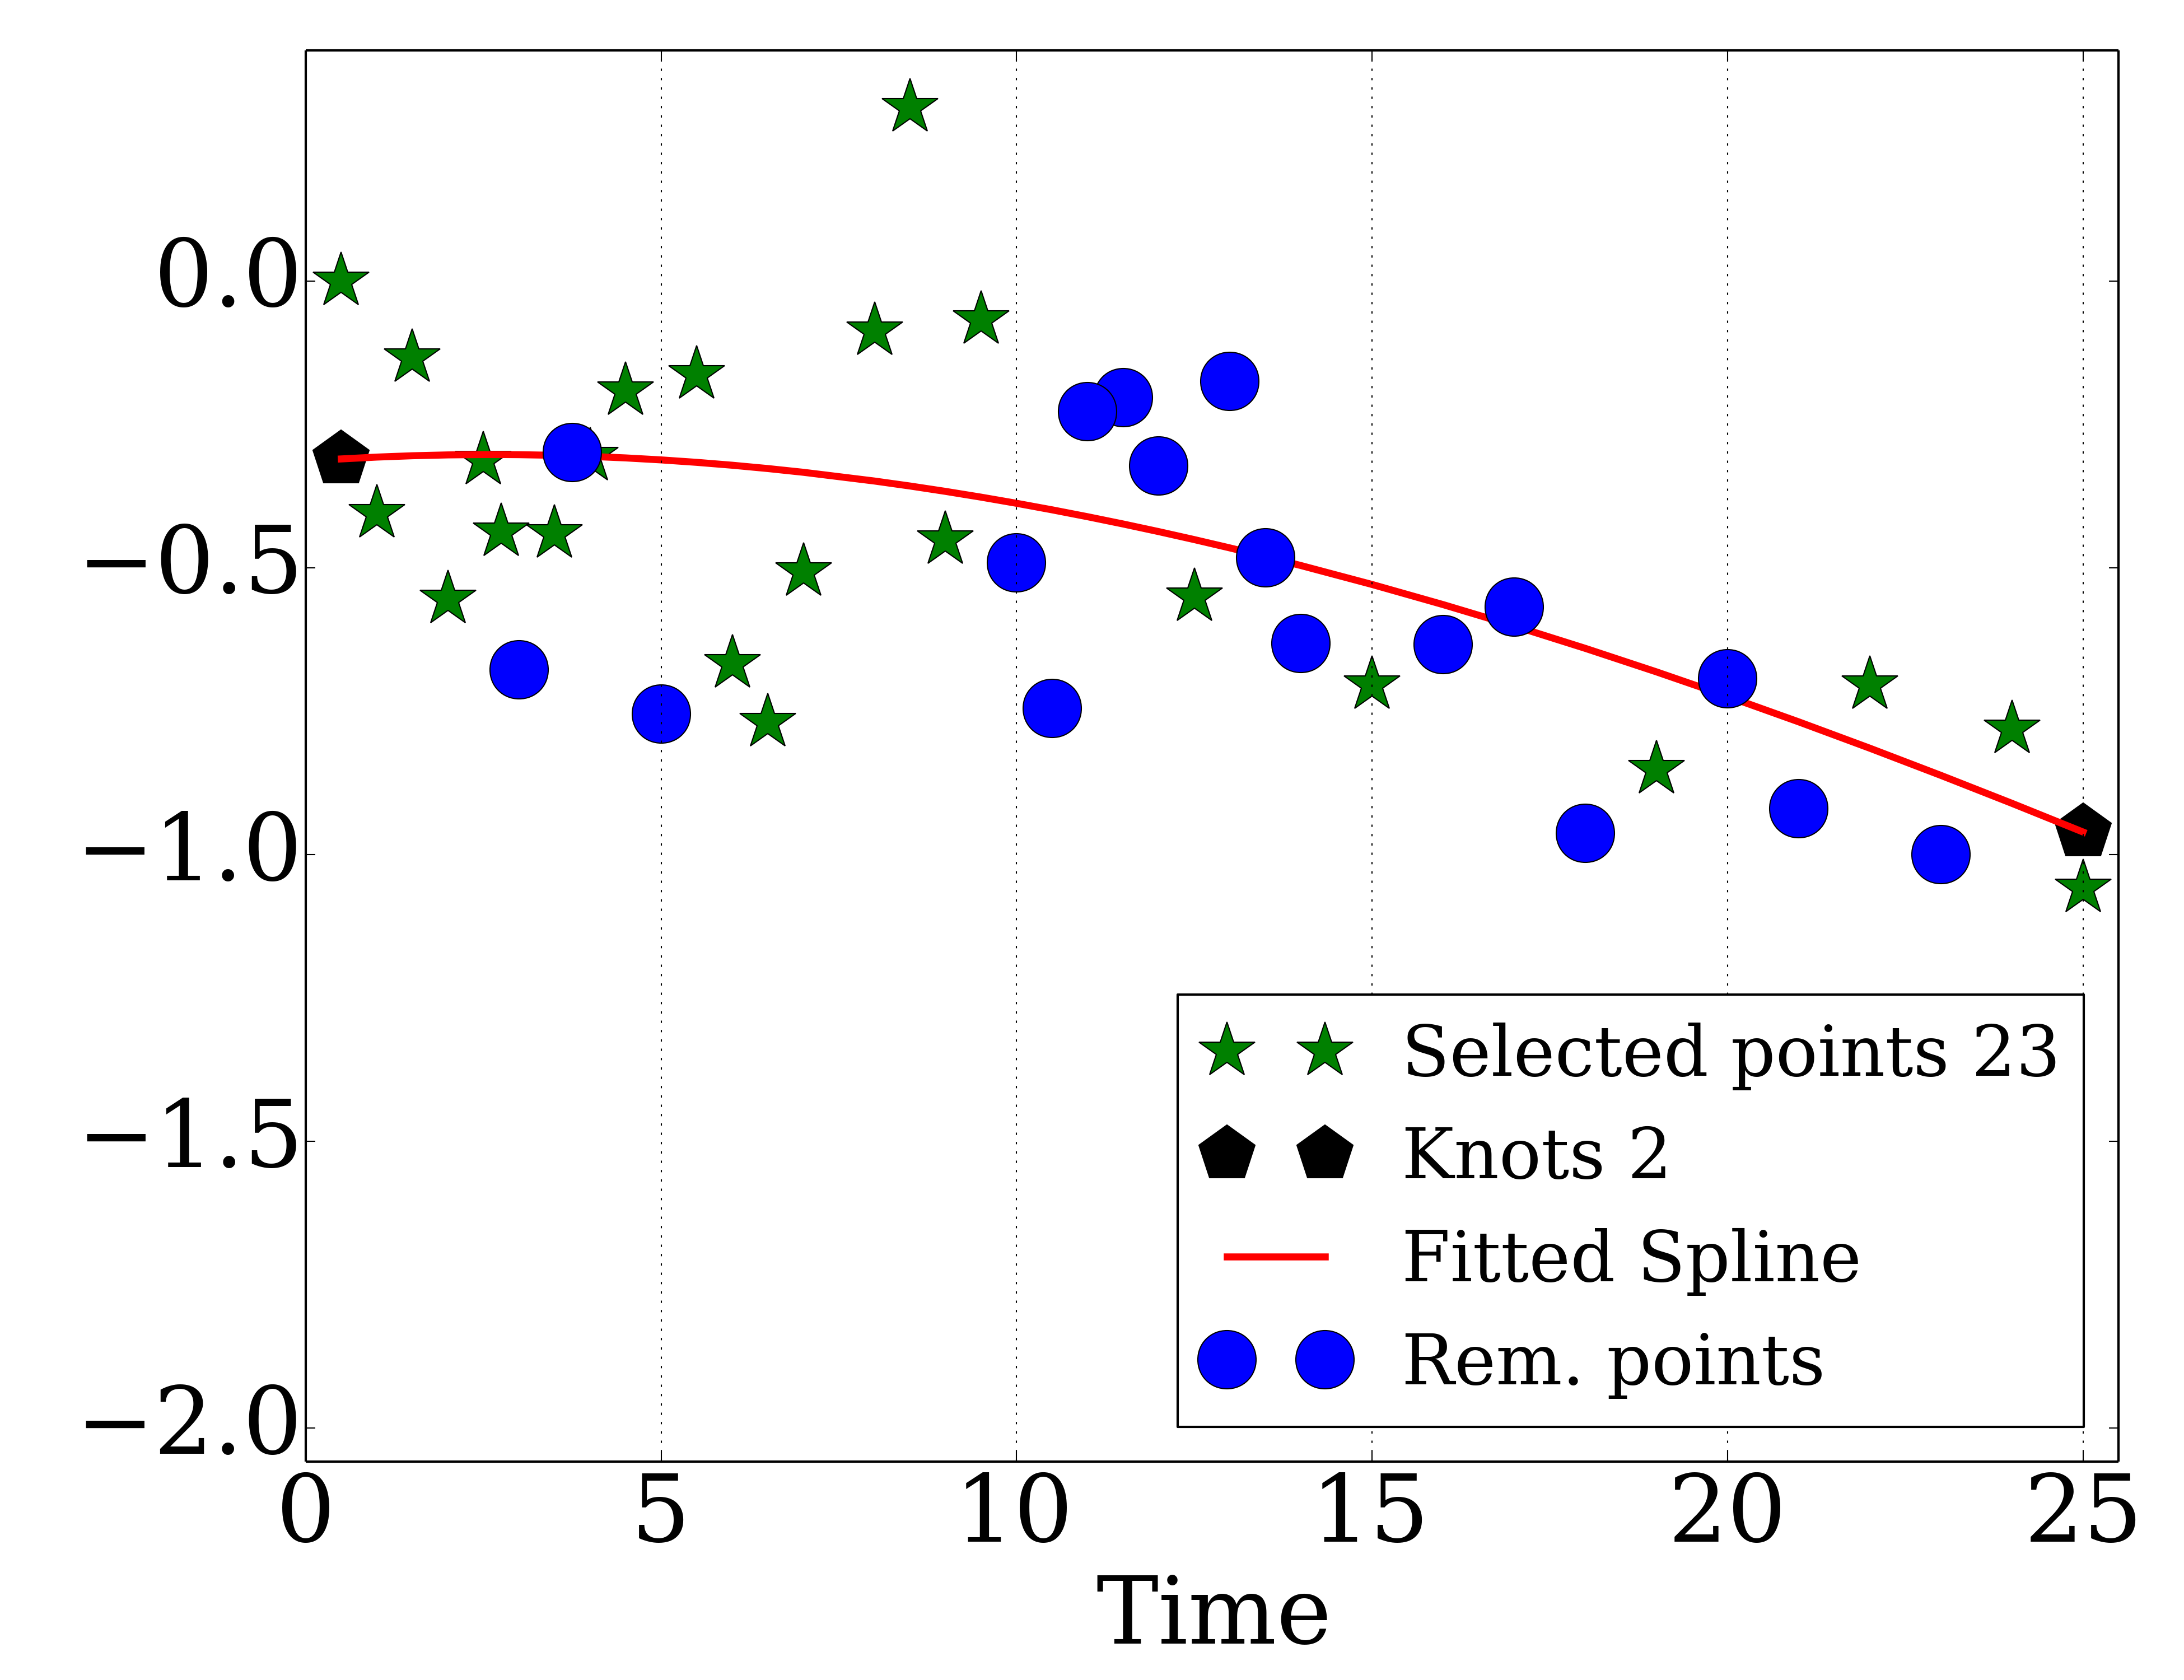 0.0
−0.5
−1.0
−1.5
−2.0
0 5 10 15 20 25
Time
Selected points 23
Knots 2
Fitted Spline
Rem. points